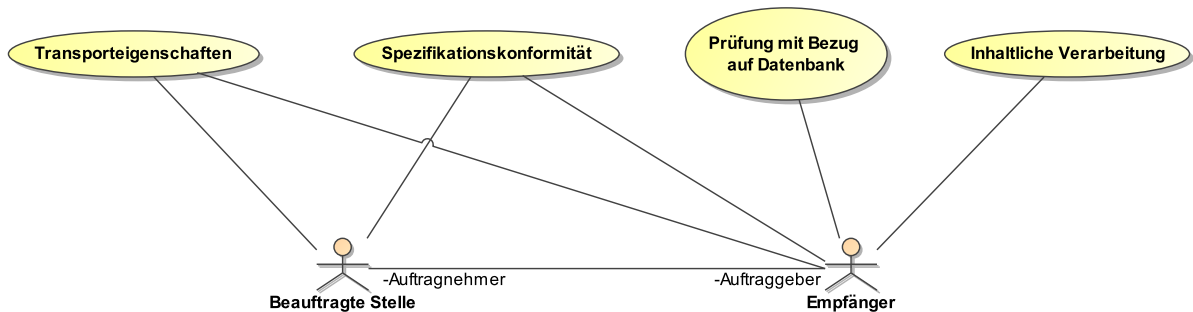 Transporteigenschaften
Spezifikationskonformität
Prüfung mit Bezug
auf Datenbank
Inhaltliche Verarbeitung
-Auftragnehmer
-Auftraggeber
Beauftragte Stelle
Empfänger